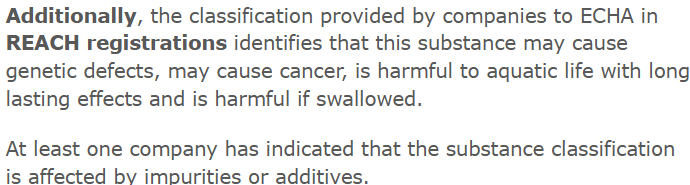 Additionally, the classification provided by companies to ECHA in
REACH registrations identifies that this substance may cause
genetic defects, may cause cancer, is harmful to aquatic life with long
lasting effects and is harmful if swallowed.
At least one company has indicated that the substance classification
is affected by impurities or additives.